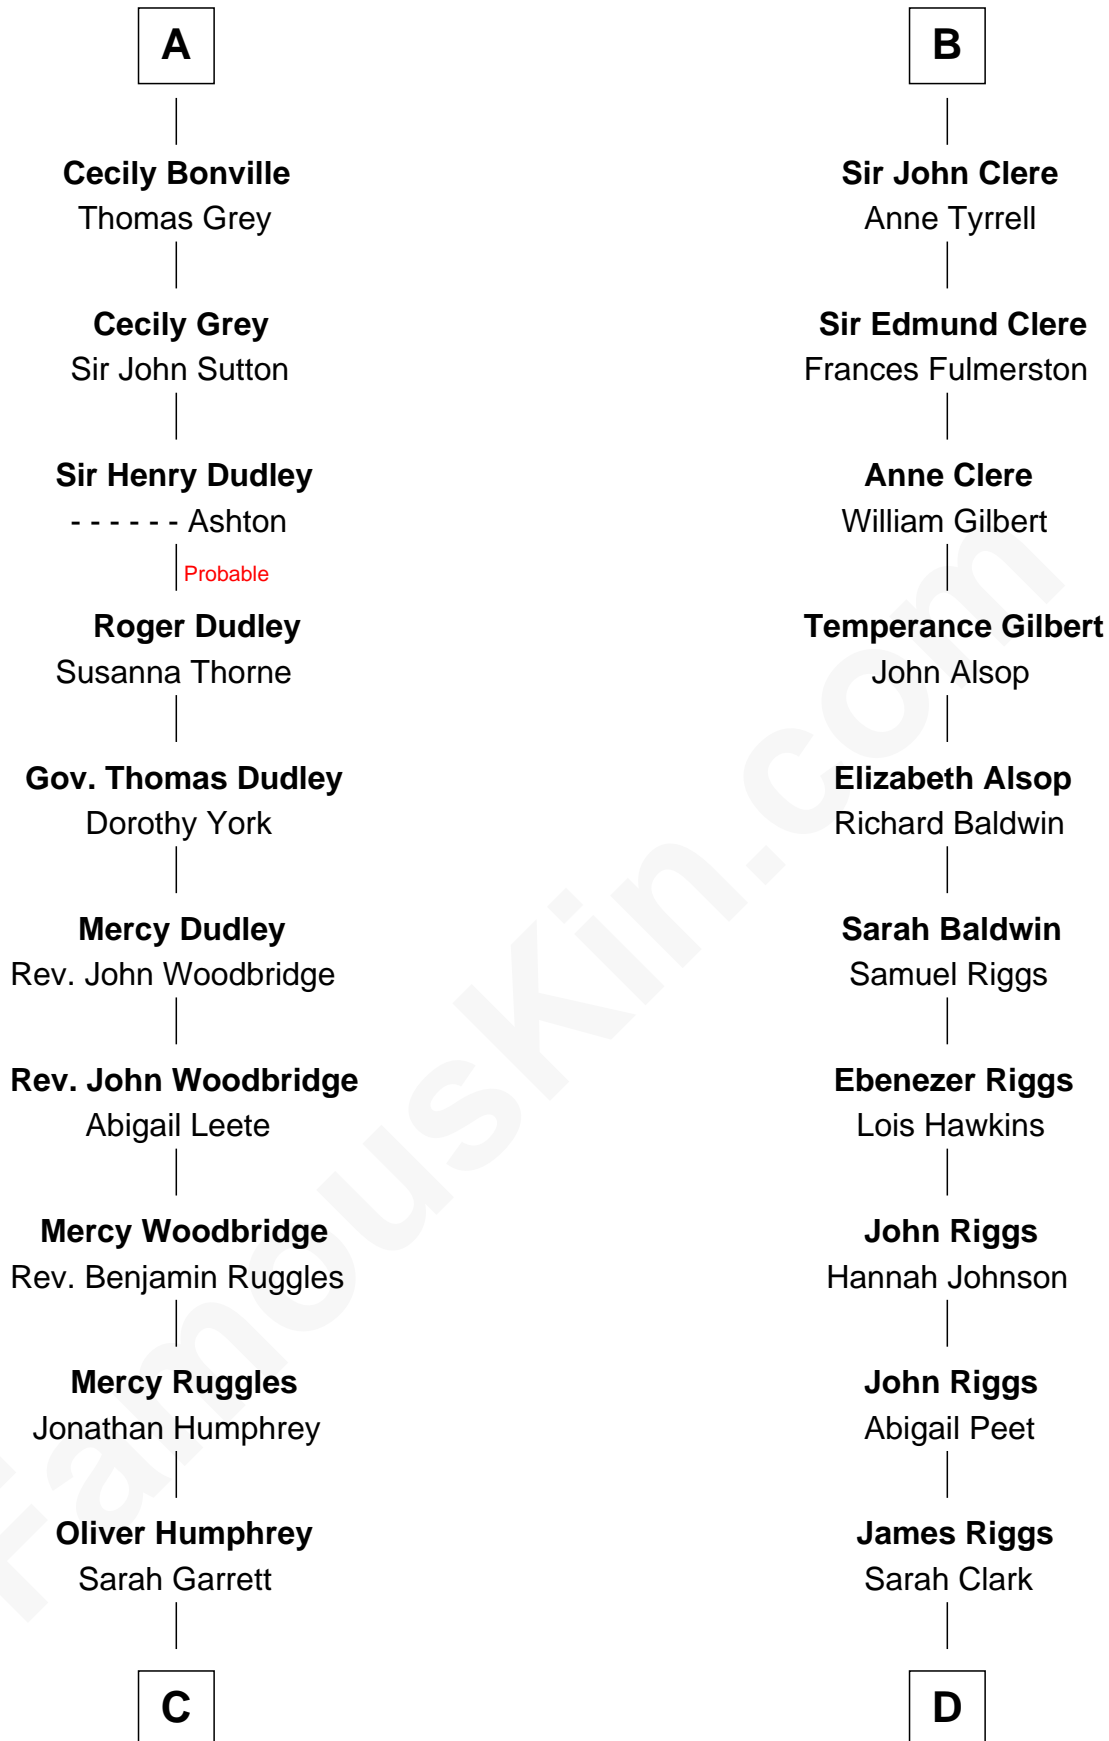 A
Cecily Bonville
Thomas Grey
Cecily Grey
Sir John Sutton
Sir Henry Dudley
- - - - - - Ashton
Probable
Roger Dudley
Susanna Thorne
Gov. Thomas Dudley
Dorothy York
Mercy Dudley
Rev. John Woodbridge
Rev. John Woodbridge
Abigail Leete
Mercy Woodbridge
Rev. Benjamin Ruggles
Mercy Ruggles
Jonathan Humphrey
Oliver Humphrey
Sarah Garrett
C
B
Sir John Clere
Anne Tyrrell
Sir Edmund Clere
Frances Fulmerston
Anne Clere
William Gilbert
Temperance Gilbert
John Alsop
Elizabeth Alsop
Richard Baldwin
Sarah Baldwin
Samuel Riggs
Ebenezer Riggs
Lois Hawkins
John Riggs
Hannah Johnson
John Riggs
Abigail Peet
James Riggs
Sarah Clark
D
FamousKin.com